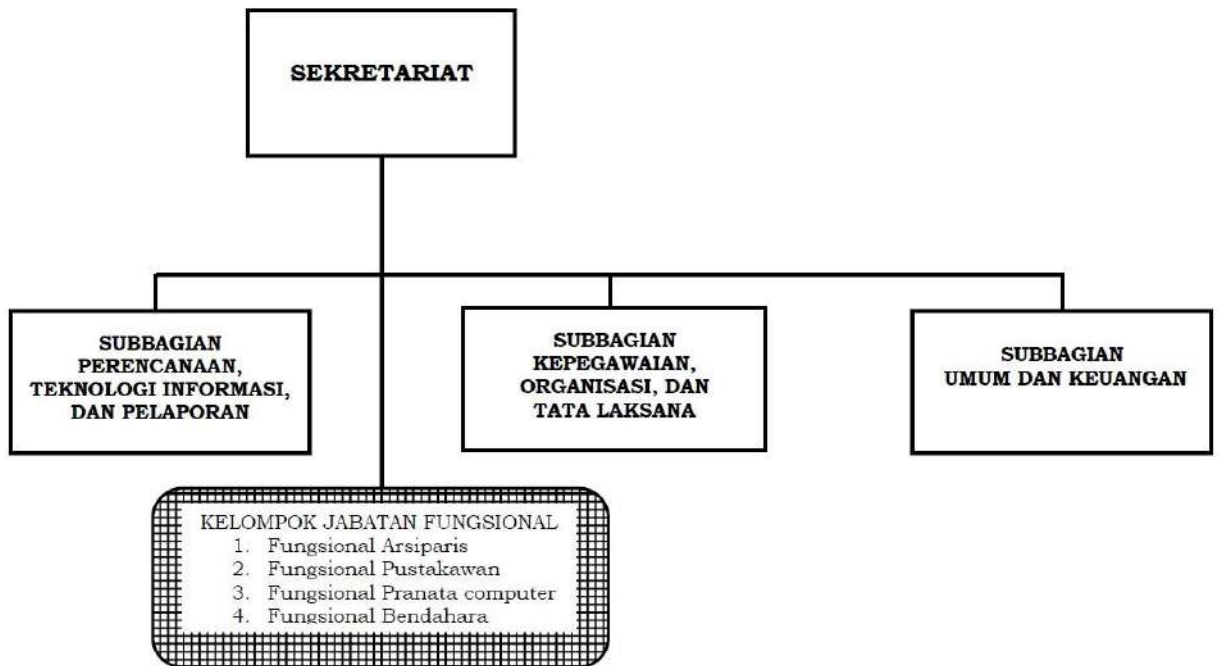 SEKRETARIAT
SUBBAGIAN
PERENCANAAN,
TEKNOLOGI INFORMASI,
DAN PELAPORAN
SUBBAGIAN
KEPEGAWAIAN,
ORGANISASI, DAN
TATA LAKSANA
SUBBAGIAN
UMUM DAN KEUANGAN
KELOMPOK JABATAN FUNGSIONAL
1. Fungsional Arsiparis
2. Fungsional Pustakawan
3. Fungsional Pranata computer
4. Fungsional Bendahara